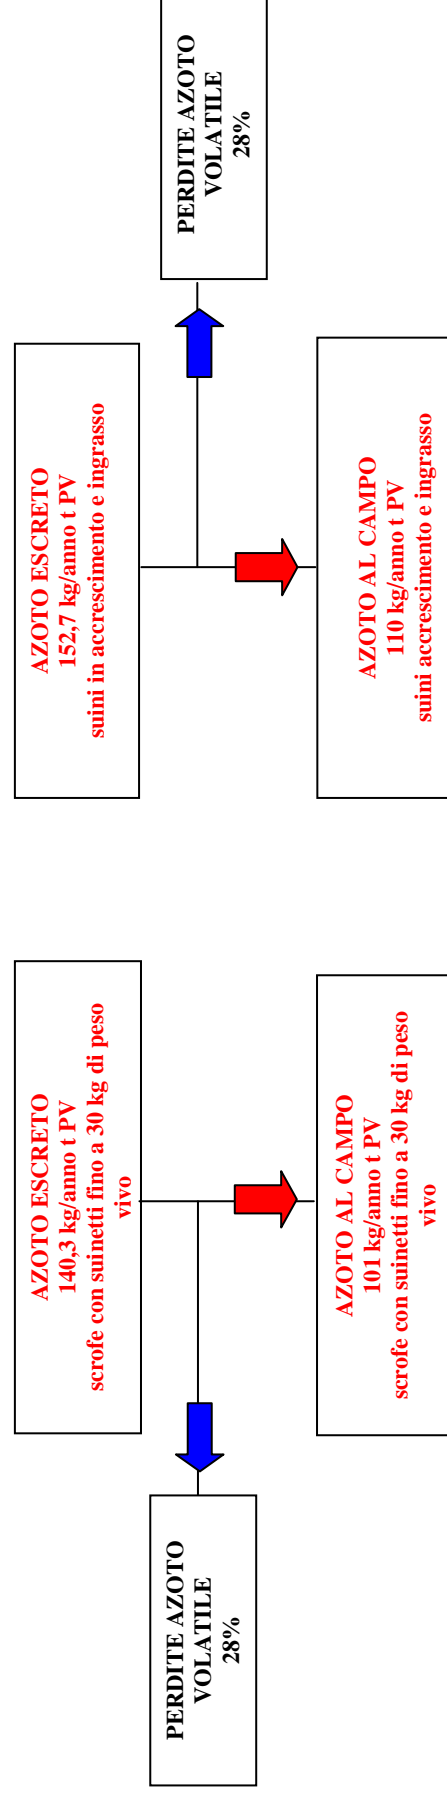 AZOTO ESCRETO
140,3 kg/anno t PV
scrofe con suinetti fino a 30 kg di peso
vivo
AZOTO ESCRETO
152,7 kg/anno t PV
suini in accrescimento e ingrasso
PERDITE AZOTO
VOLATILE
28%
PERDITE AZOTO
VOLATILE
28%
AZOTO AL CAMPO
101 kg/anno t PV
scrofe con suinetti fino a 30 kg di peso
vivo
AZOTO AL CAMPO
110 kg/anno t PV
suini accrescimento e ingrasso